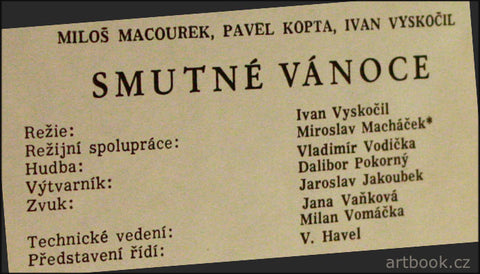 MILOŠ MACOUREK, PAVEL KOPTA, IVAN VYSKOČIL
SMUTNÉ VÁNOCE
Režie: Ivan Vyskočil
Režijní spolupráce: Miroslav Macháček*
Hudba: Vladimír Vodička
Výtvarník: Dalibor Pokorný
Zvuk: Jaroslav Jakoubek
Jana Vaňková
Technické vedení: Milan Vomáčka
Představení řídí: V. Havel
artbook.cz